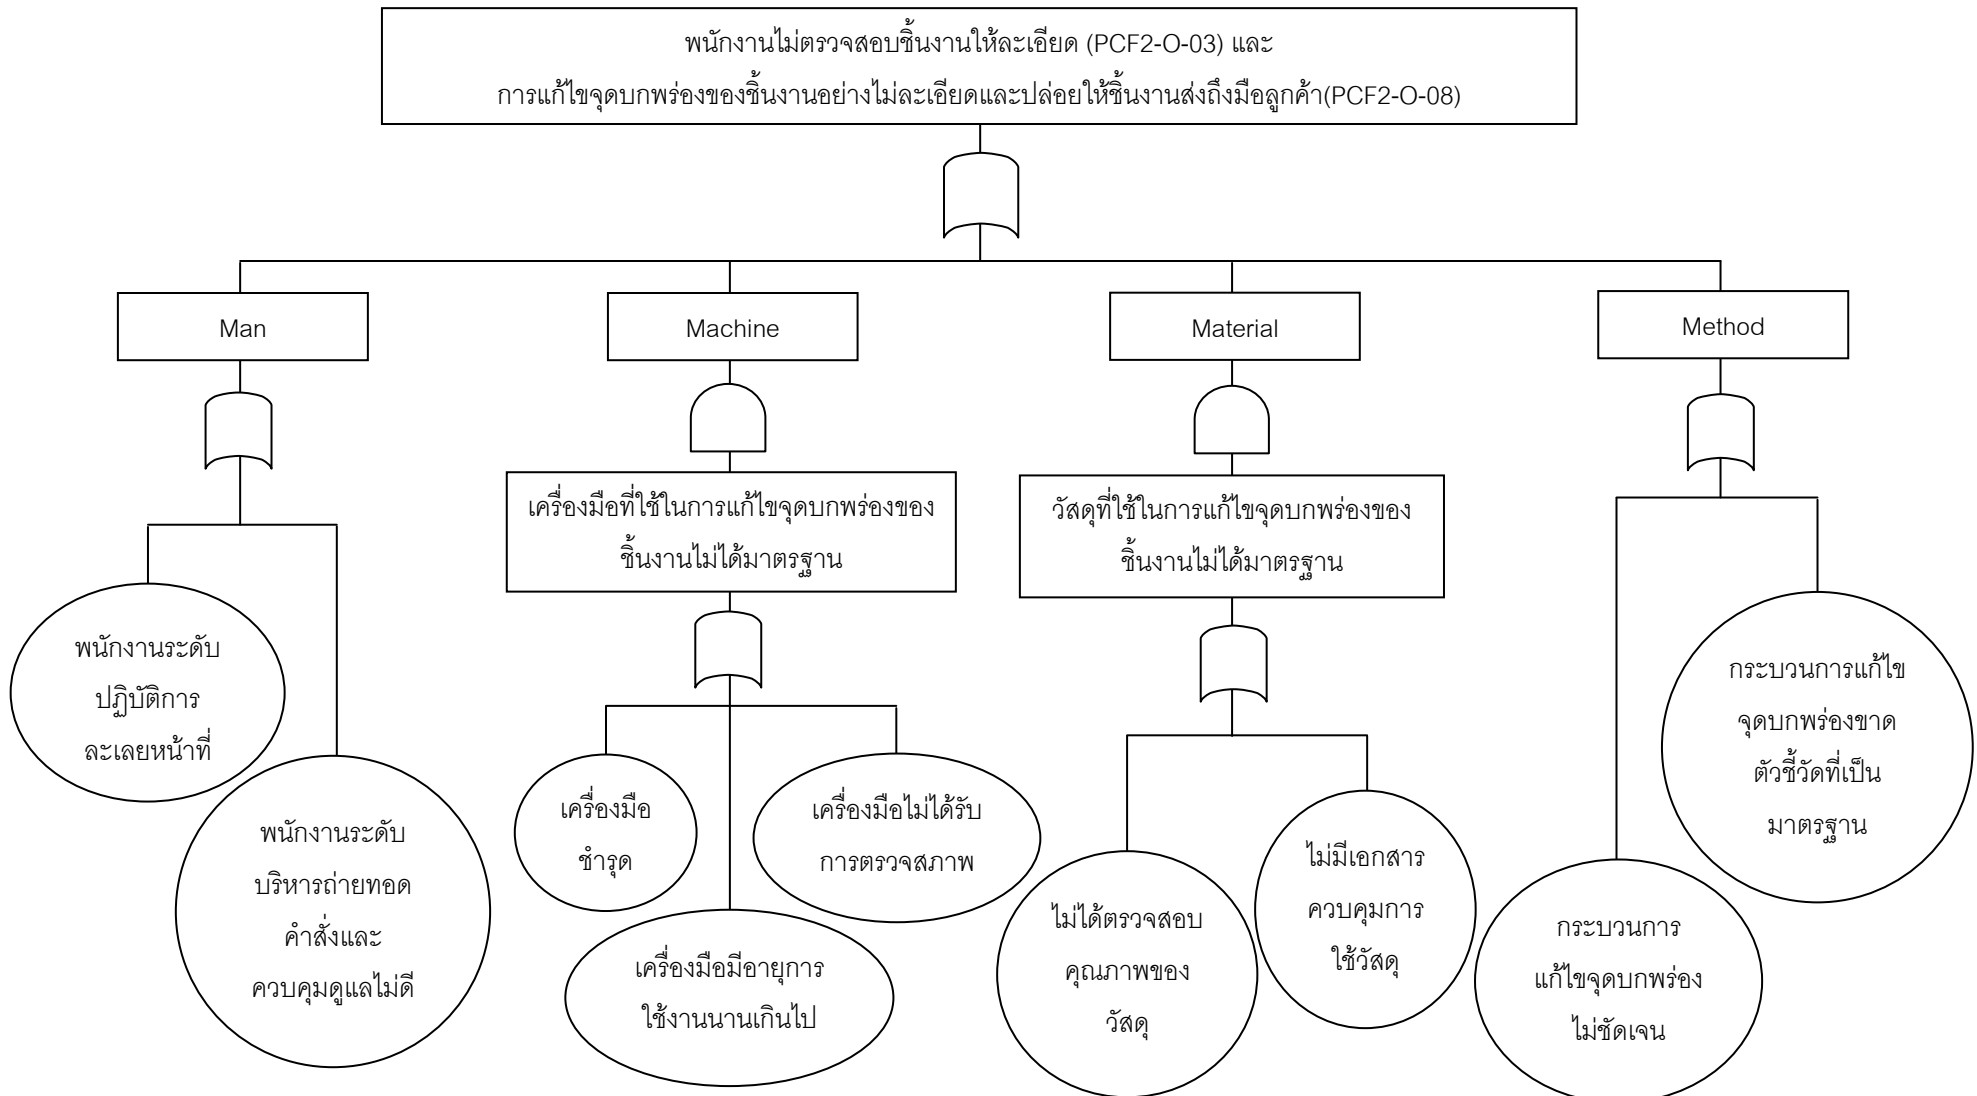 พนักงานไม่ตรวจสอบชิ้นงานให้ละเอียด (PCF2-O-03) และ
การแก้ไขจุดบกพร่องของชิ้นงานอย่างไม่ละเอียดและปล่อยให้ชิ้นงานส่งถึงมือลูกค้า(PCF2-O-08)
Man
Machine
Material
Method
เครื่องมือที่ใช้ในการแก้ไขจุดบกพร่องของ
ชิ้นงานไม่ได้มาตรฐาน
วัสดุที่ใช้ในการแก้ไขจุดบกพร่องของ
ชิ้นงานไม่ได้มาตรฐาน
พนักงานระดับ
ปฏิบัติการ
ละเลยหน้าที่
พนักงานระดับ
บริหารถ่ายทอด
คำสั่งและ
ควบคุมดูแลไม่ดี
เครื่องมือ
ชำรุด
เครื่องมือมีอายุการ
ใช้งานนานเกินไป
เครื่องมือไม่ได้รับ
การตรวจสภาพ
ไม่ได้ตรวจสอบ
คุณภาพของ
วัสดุ
ไม่มีเอกสาร
ควบคุมการ
ใช้วัสดุ
กระบวนการ
แก้ไขจุดบกพร่อง
ไม่ชัดเจน
กระบวนการแก้ไข
จุดบกพร่องขาด
ตัวชี้วัดที่เป็น
มาตรฐาน